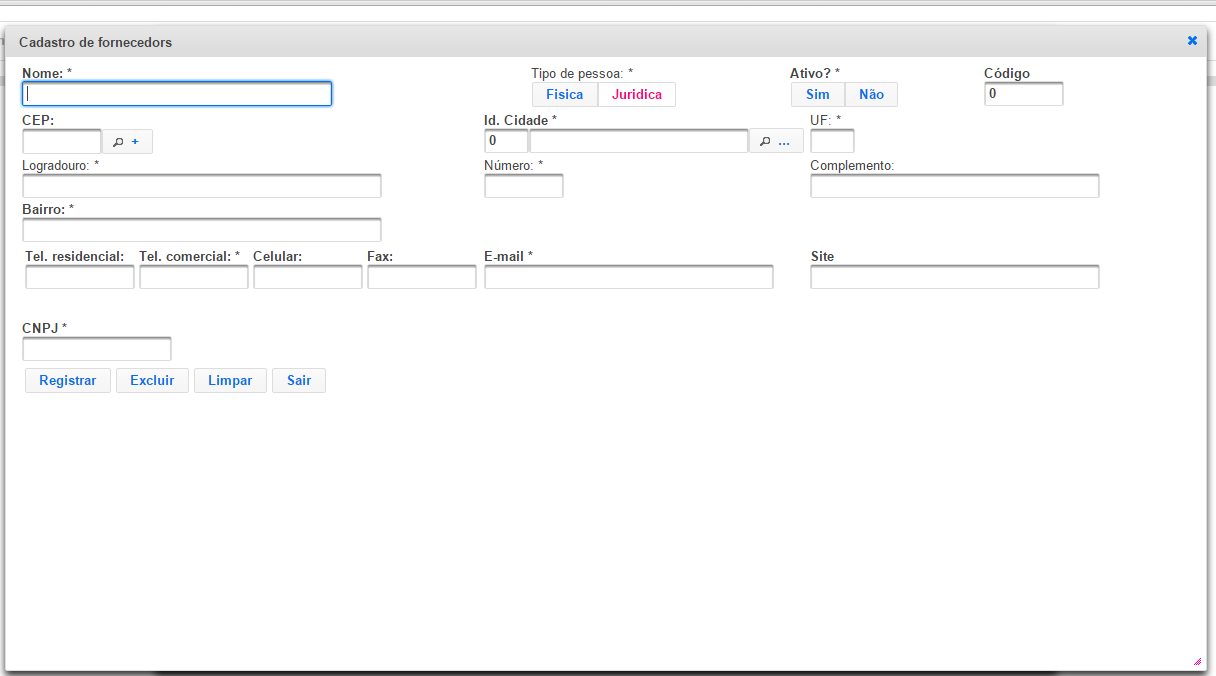 Cadastro de fornecedors
Nome: * Tipo de pessoa: * Ativo? * Código
Fisica Juridica Sim Não 0
CEP: Id. Cidade * UF: *
+ 0 ...
Logradouro: * Número: * Complemento:
Bairro: *
Tel. residencial: Tel. comercial: * Celular: Fax: E-mail * Site
CNPJ *
Registrar Excluir Limpar Sair